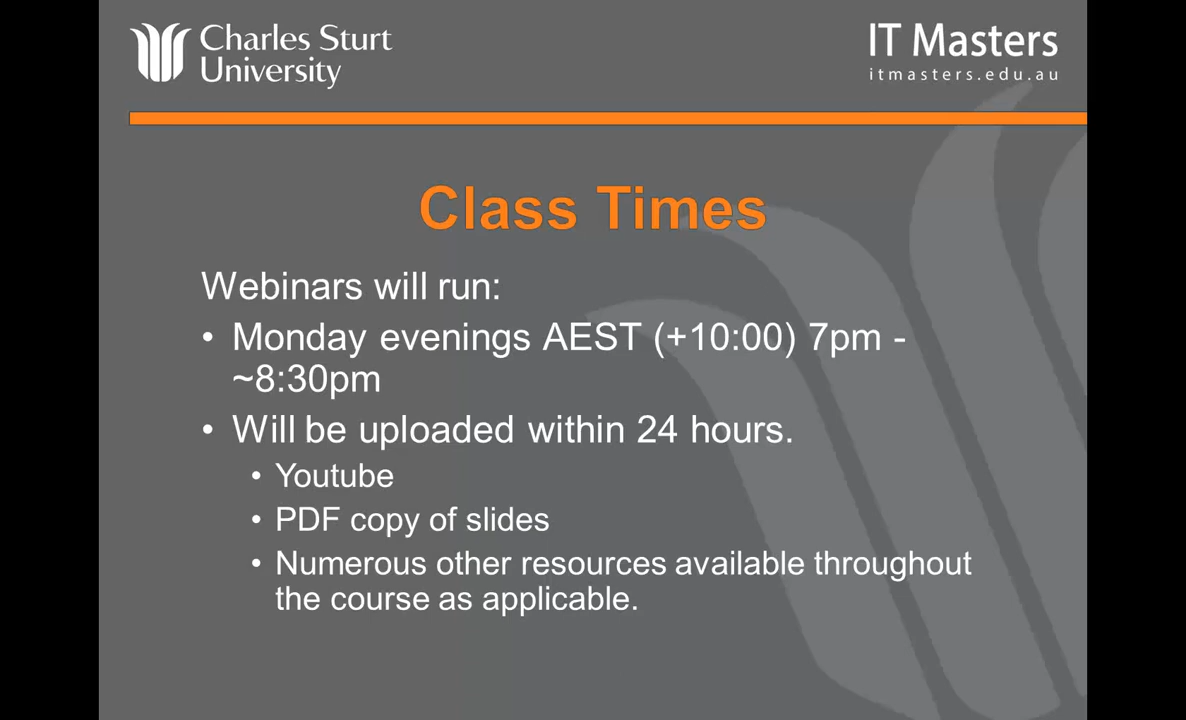 Charles Sturt
University
IT Masters
itmasters.edu.au
Class Times
Webinars will run:
• Monday evenings AEST (+10:00) 7pm -
~8:30pm
• Will be uploaded within 24 hours.
• Youtube
• PDF copy of slides
• Numerous other resources available throughout
the course as applicable.